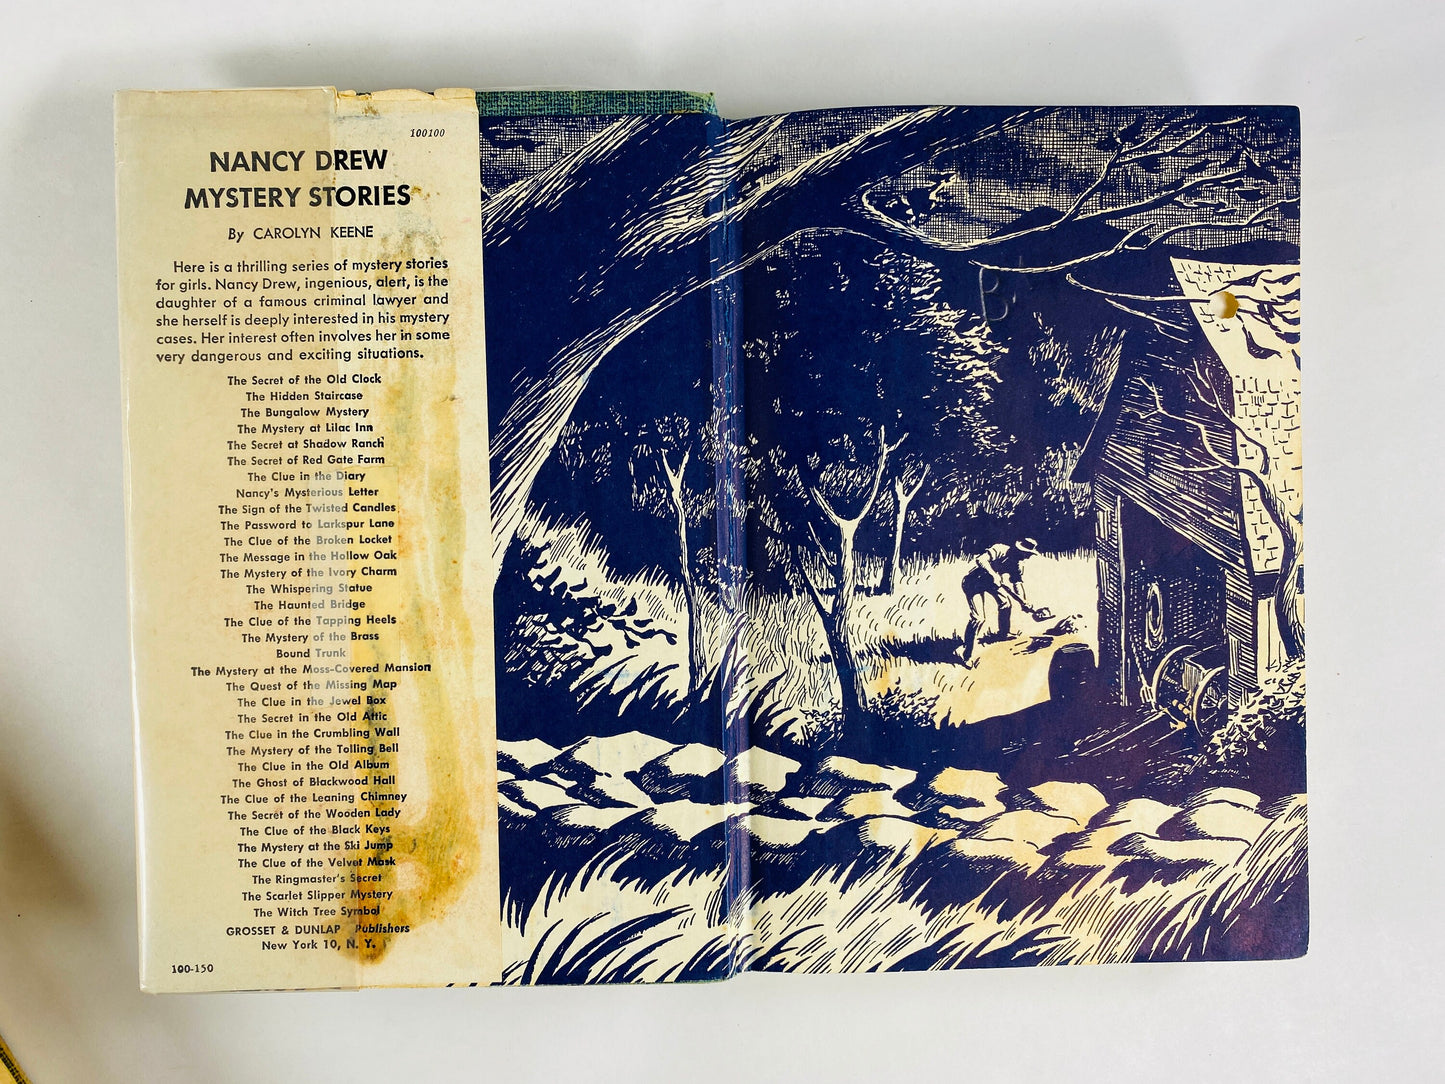 100100
NANCY DREW
MYSTERY STORIES
By CAROLYN KEENE
Here is a thrilling series of mystery stories
for girls. Nancy Drew, ingenious, alert, is the
daughter of a famous criminal lawyer and
she herself is deeply interested in his mystery
cases. Her interest often involves her in some
very dangerous and exciting situations.
The Secret of the Old Clock
The Hidden Staircase
The Bungalow Mystery
The Mystery at Lilac Inn
The Secret at Shadow Ranch
The Secret of Red Gate Farm
The Clue in the Diary
Nancy's Mysterious Letter
The Sign of the Twisted Candles
The Password to Larkspur Lane
The Clue of the Broken Locket
The Message in the Hollow Oak
The Mystery of the Ivory Charm
The Whispering Statue
The Haunted Bridge
The Clue of the Tapping Heels
The Mystery of the Brass
Bound Trunk
The Mystery at the Moss-Covered Mansion
The Quest of the Missing Map
The Clue in the Jewel Box
The Secret in the Old Attic
The Clue in the Crumbling Wall
The Mystery of the Tolling Bell
The Clue in the Old Album
The Ghost of Blackwood Hall
The Clue of the Leaning Chimney
The Secret of the Wooden Lady
The Clue of the Black Keys
The Mystery at the Ski Jump
The Clue of the Velvet Mask
The Ringmaster's Secret
The Scarlet Slipper Mystery
The Witch Tree Symbol
GROSSET & DUNLAP Publishers
New York 10, N. Y.
100-150